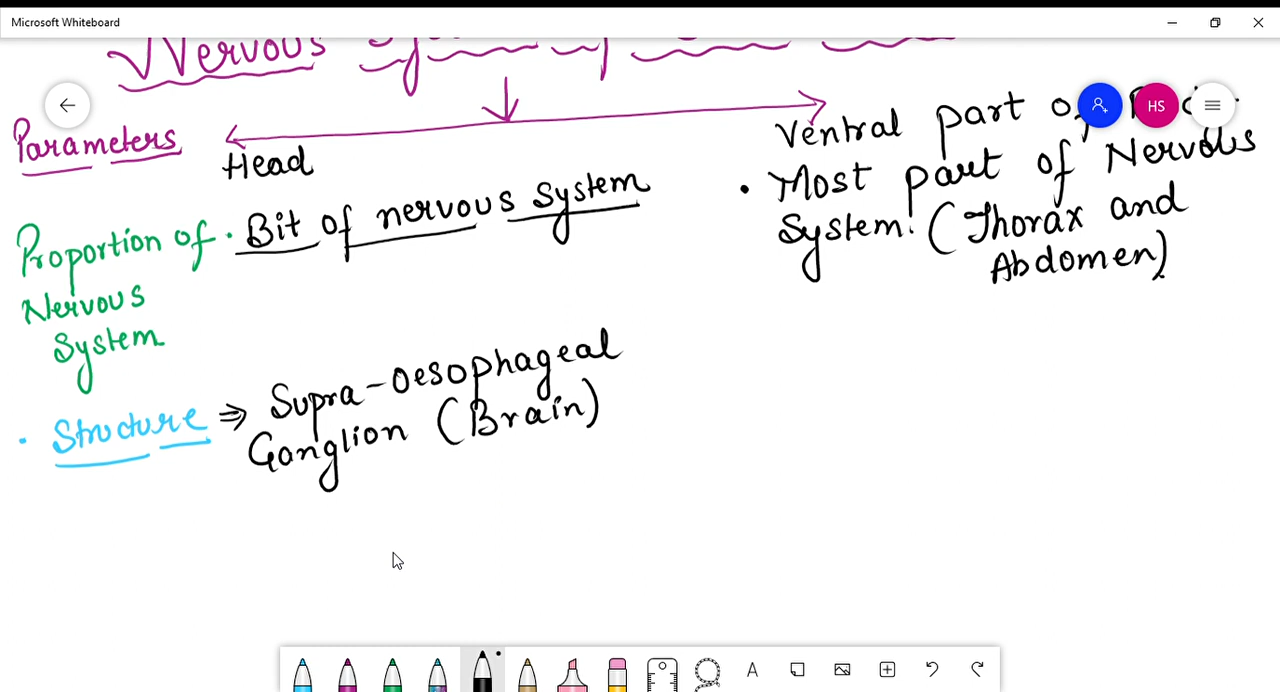 Microsoft Whiteboard
Nervous
Parameters
Head
Ventral part of
HS
Proportion of
Nervous
System
• Bit of nervous system
• Most part of Nervous
System. (Thorax and
Abdomen)
• Structure ⇒ Supra-Oesophageal
Ganglion (Brain)
A